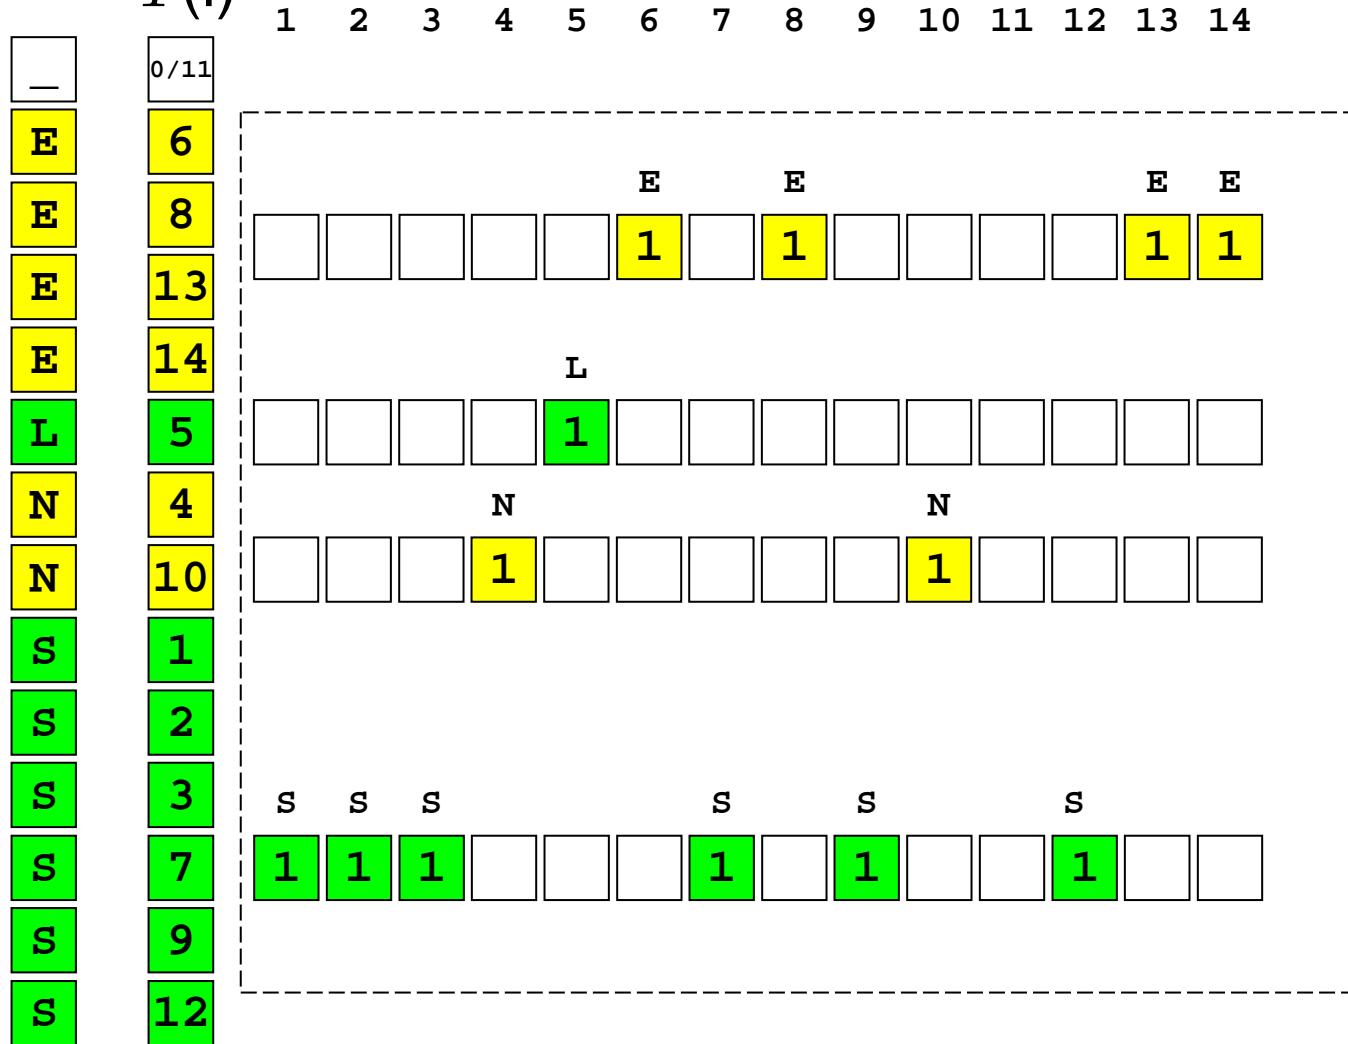 1 2 3 4 5 6 7 8 9 10 11 12 13 14
_ 0/11
E 6
E E E E
E 8
1 1 1 1
E 13
E 14
L
L 5
1
N 4
N N
N 10
1 1
S 1
S 2
S 3
S S S S S S
S 7
1 1 1 1 1 1
S 9
S 12